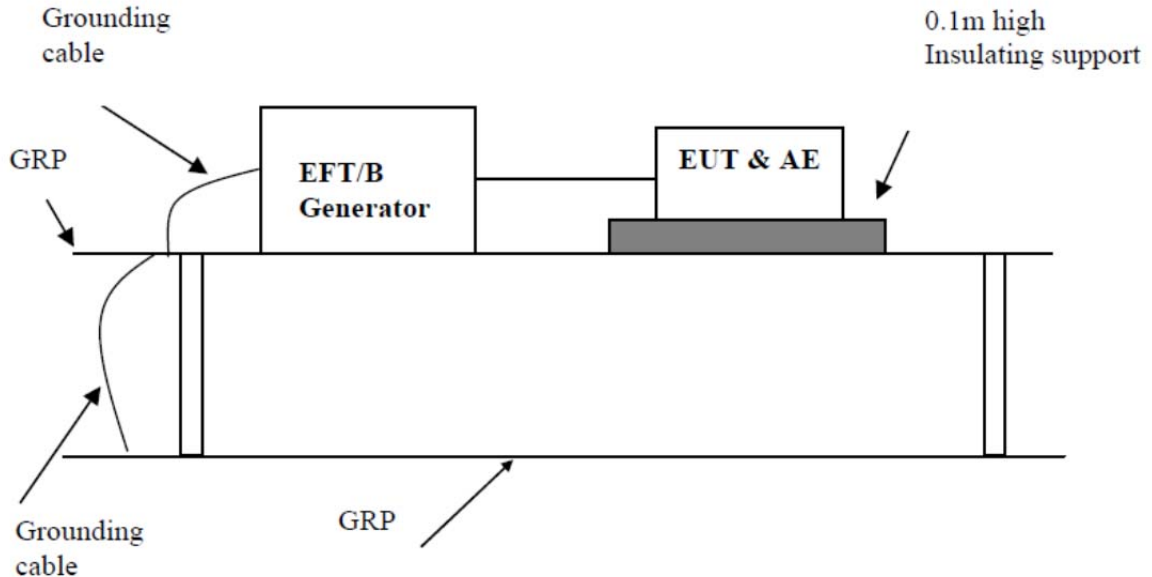 Grounding
cable
0.1m high
Insulating support
GRP
EFT/B
Generator
EUT & AE
Grounding
cable
GRP